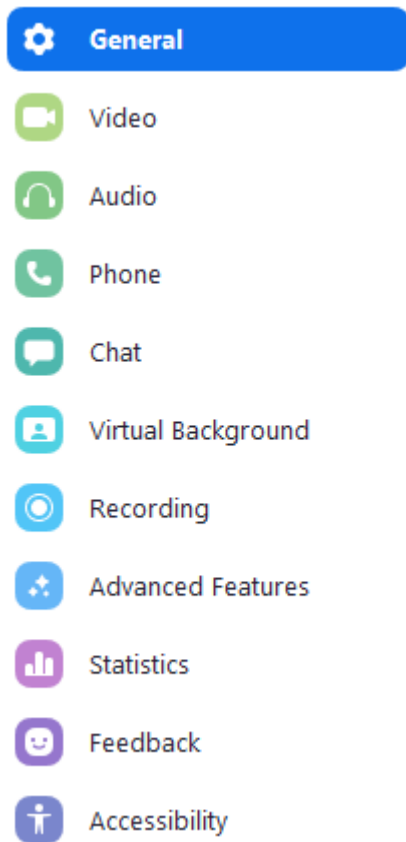 General
Video
Audio
Phone
Chat
Virtual Background
Recording
Advanced Features
Statistics
Feedback
Accessibility